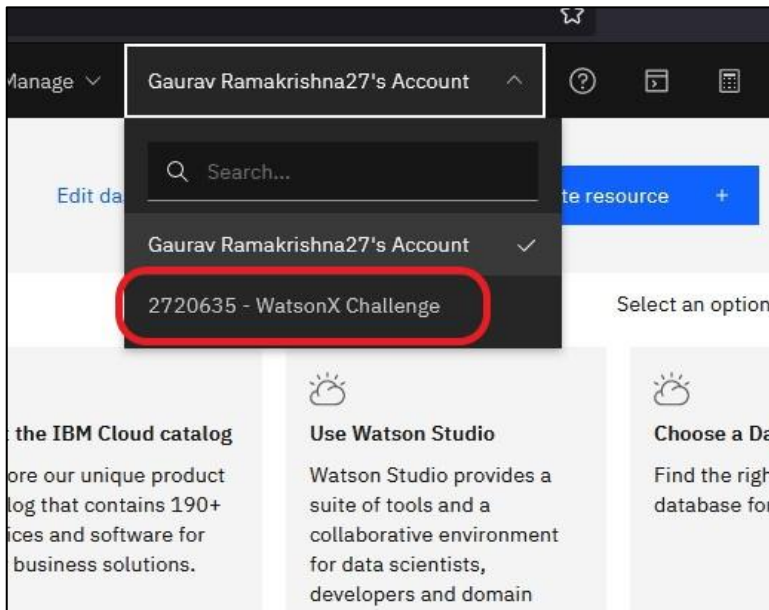 Manage
Gaurav Ramakrishna27's Account
Search...
Edit da
te resource +
Gaurav Ramakrishna27's Account
2720635 - WatsonX Challenge
Select an option
the IBM Cloud catalog
ore our unique product
log that contains 190+
ices and software for
business solutions.
Use Watson Studio
Watson Studio provides a
suite of tools and a
collaborative environment
for data scientists,
developers and domain
Choose a Da
Find the righ
database for